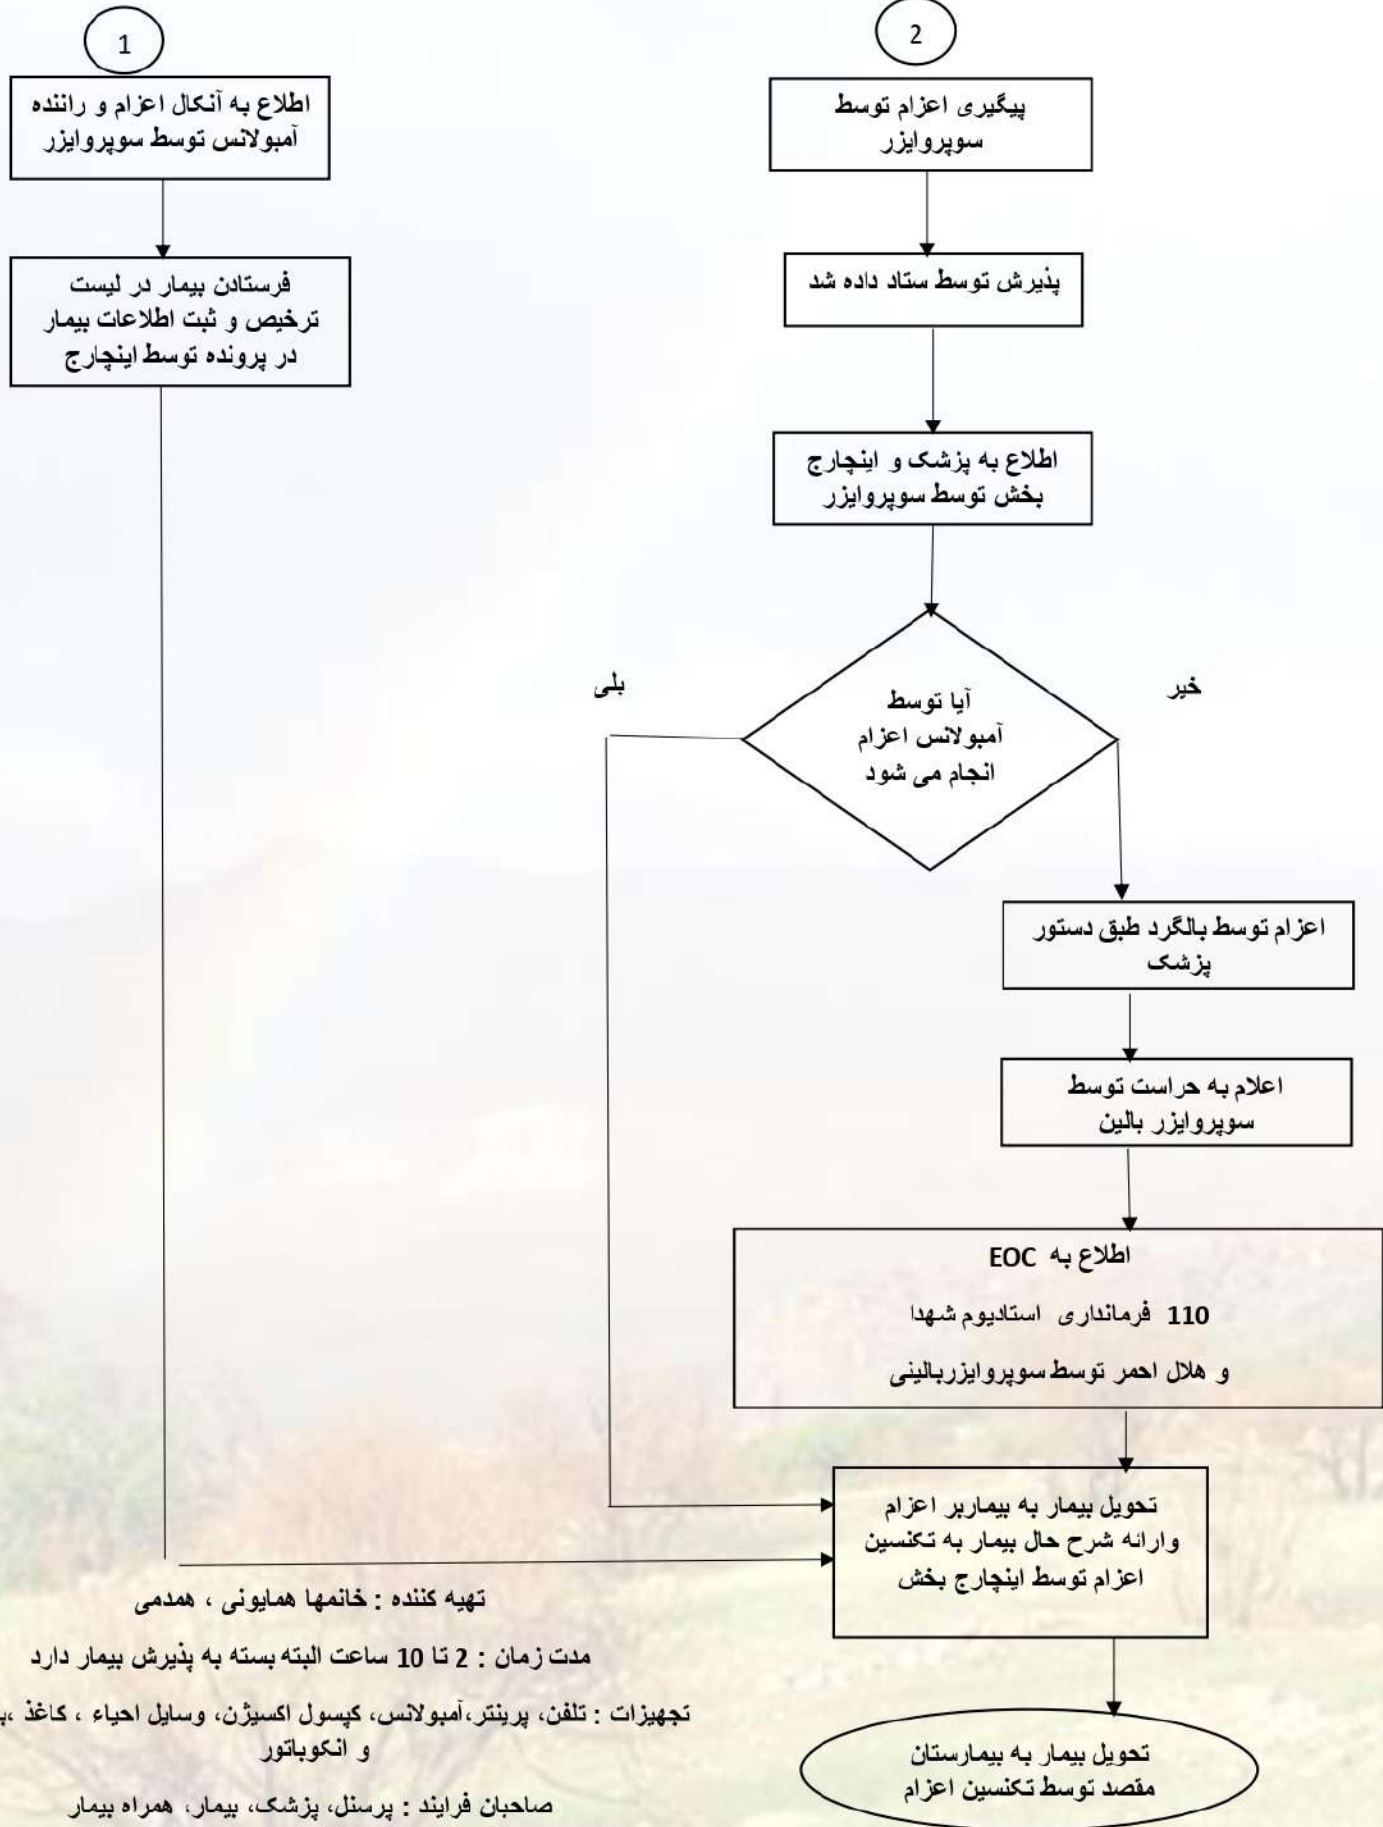 1
اطلاع به آنکال اعزام و راننده
آمبولانس توسط سوپروایزر
فرستادن بیمار در لیست
ترخیص و ثبت اطلاعات بیمار
در پرونده توسط اینچارج
2
پیگیری اعزام توسط
سوپروایزر
پذیرش توسط ستاد داده شد
اطلاع به پزشک و اینچارج
بخش توسط سوپروایزر
آیا توسط
آمبولانس اعزام
انجام می شود
خیر
بلی
اعزام توسط بالگرد طبق دستور
پزشک
اعلام به حراست توسط
سوپروایزر بالین
اطلاع به EOC
110 فرمانداری استادیوم شهدا
و هلال احمر توسط سوپروایزربالینی
تحویل بیمار به بیماربر اعزام
وارائه شرح حال بیمار به تکنسین
اعزام توسط اینچارج بخش
تحویل بیمار به بیمارستان
مقصد توسط تکنسین اعزام
تهیه کننده : خانمها همایونی ، همدمی
مدت زمان : 2 تا 10 ساعت البته بسته به پذیرش بیمار دارد
تجهیزات : تلفن، پرینتر،آمبولانس، کپسول اکسیژن، وسایل احیاء ، کاغذ ،
و انکوباتور
صاحبان فرایند : پرسنل، پزشک، بیمار، همراه بیمار